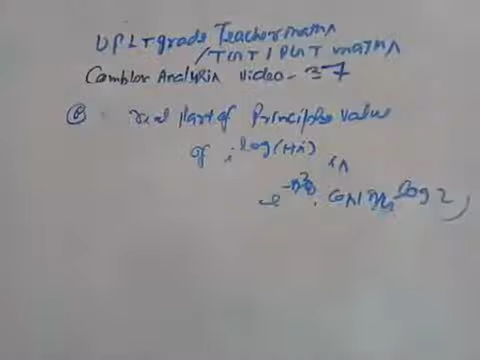 UP LT grade Teacher maths
/TGT/PGT maths
Complex Analysis video - 37
real part of Principle value
of i^log(1+i) is
e^-π²/8 . cos(π/4 log 2)